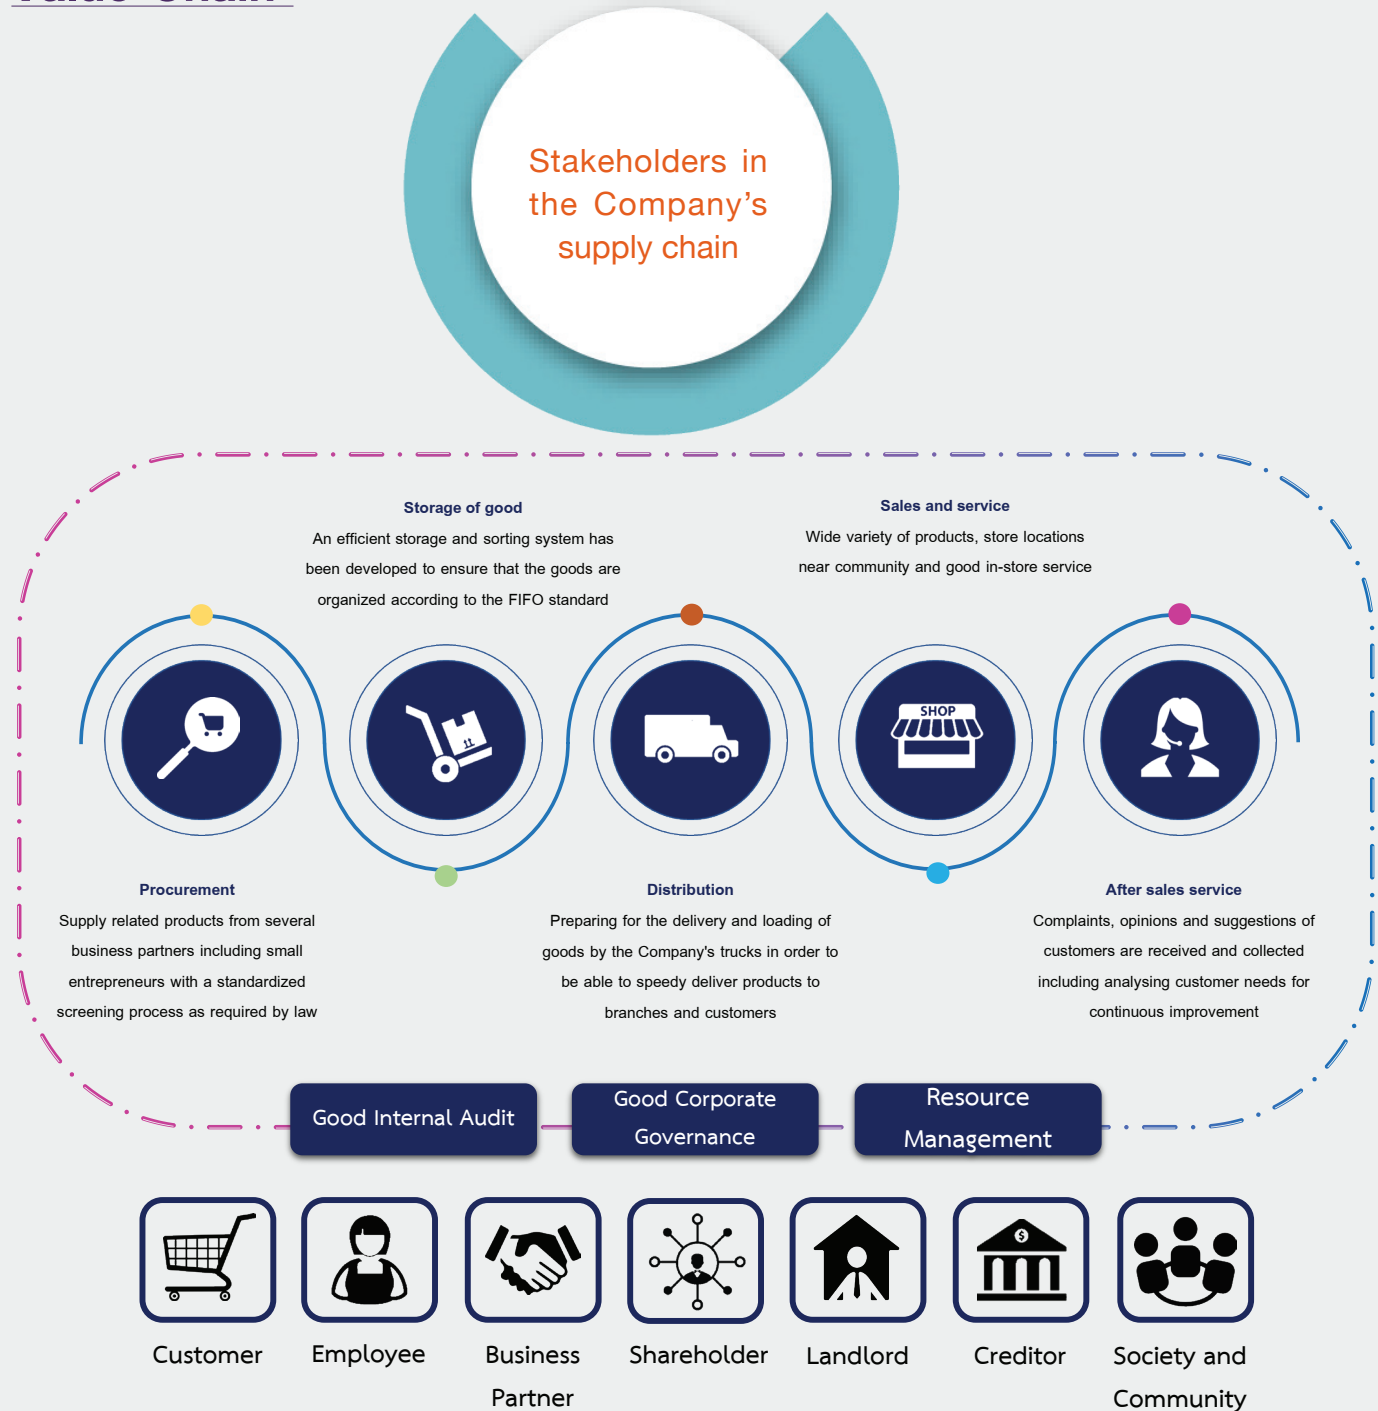 Value Chain
Stakeholders in
the Company’s
supply chain
Storage of good
An efficient storage and sorting system has
been developed to ensure that the goods are
organized according to the FIFO standard
Sales and service
Wide variety of products, store locations
near community and good in-store service
SHOP
Procurement
Supply related products from several
business partners including small
entrepreneurs with a standardized
screening process as required by law
Distribution
Preparing for the delivery and loading of
goods by the Company's trucks in order to
be able to speedy deliver products to
branches and customers
After sales service
Complaints, opinions and suggestions of
customers are received and collected
including analysing customer needs for
continuous improvement
Good Internal Audit
Good Corporate
Governance
Resource
Management
$
Customer
Employee
Business
Partner
Shareholder
Landlord
Creditor
Society and
Community